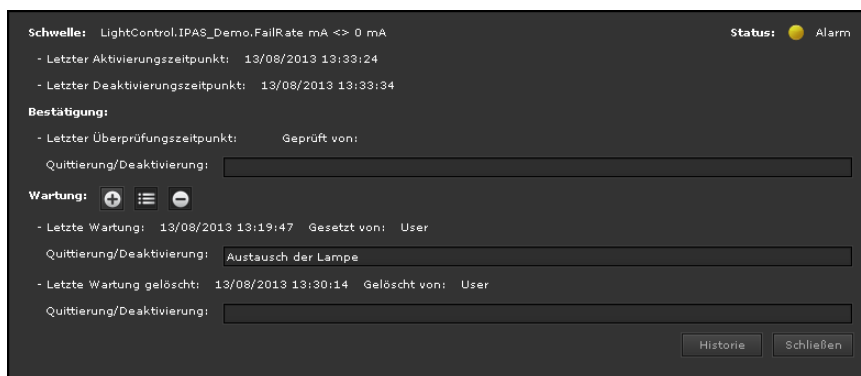 Schwelle: LightControl.IPAS_Demo.FailRate mA <> 0 mA Status: Alarm
- Letzter Aktivierungszeitpunkt: 13/08/2013 13:33:24
- Letzter Deaktivierungszeitpunkt: 13/08/2013 13:33:34
Bestätigung:
- Letzter Überprüfungszeitpunkt: Geprüft von:
Quittierung/Deaktivierung:
Wartung:
- Letzte Wartung: 13/08/2013 13:19:47 Gesetzt von: User
Quittierung/Deaktivierung: Austausch der Lampe
- Letzte Wartung gelöscht: 13/08/2013 13:30:14 Gelöscht von: User
Quittierung/Deaktivierung:
Historie Schließen